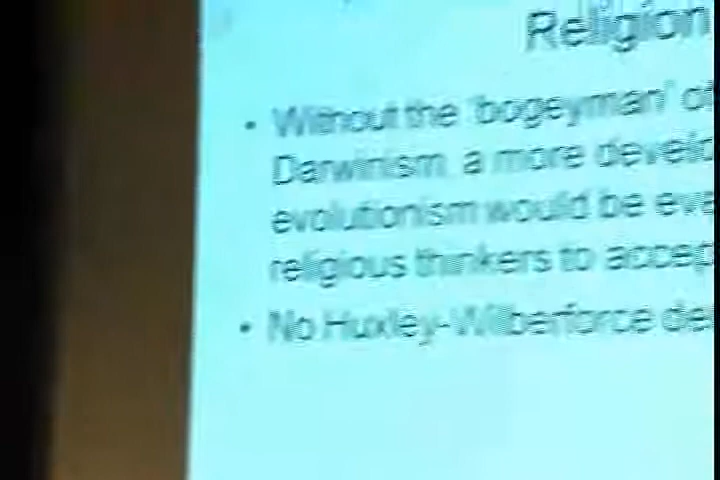 Religion
• Without the 'bogeyman' of
Darwinism, a more develo
evolutionism would be eve
religious thinkers to accep
• No Huxley-Wilberforce de